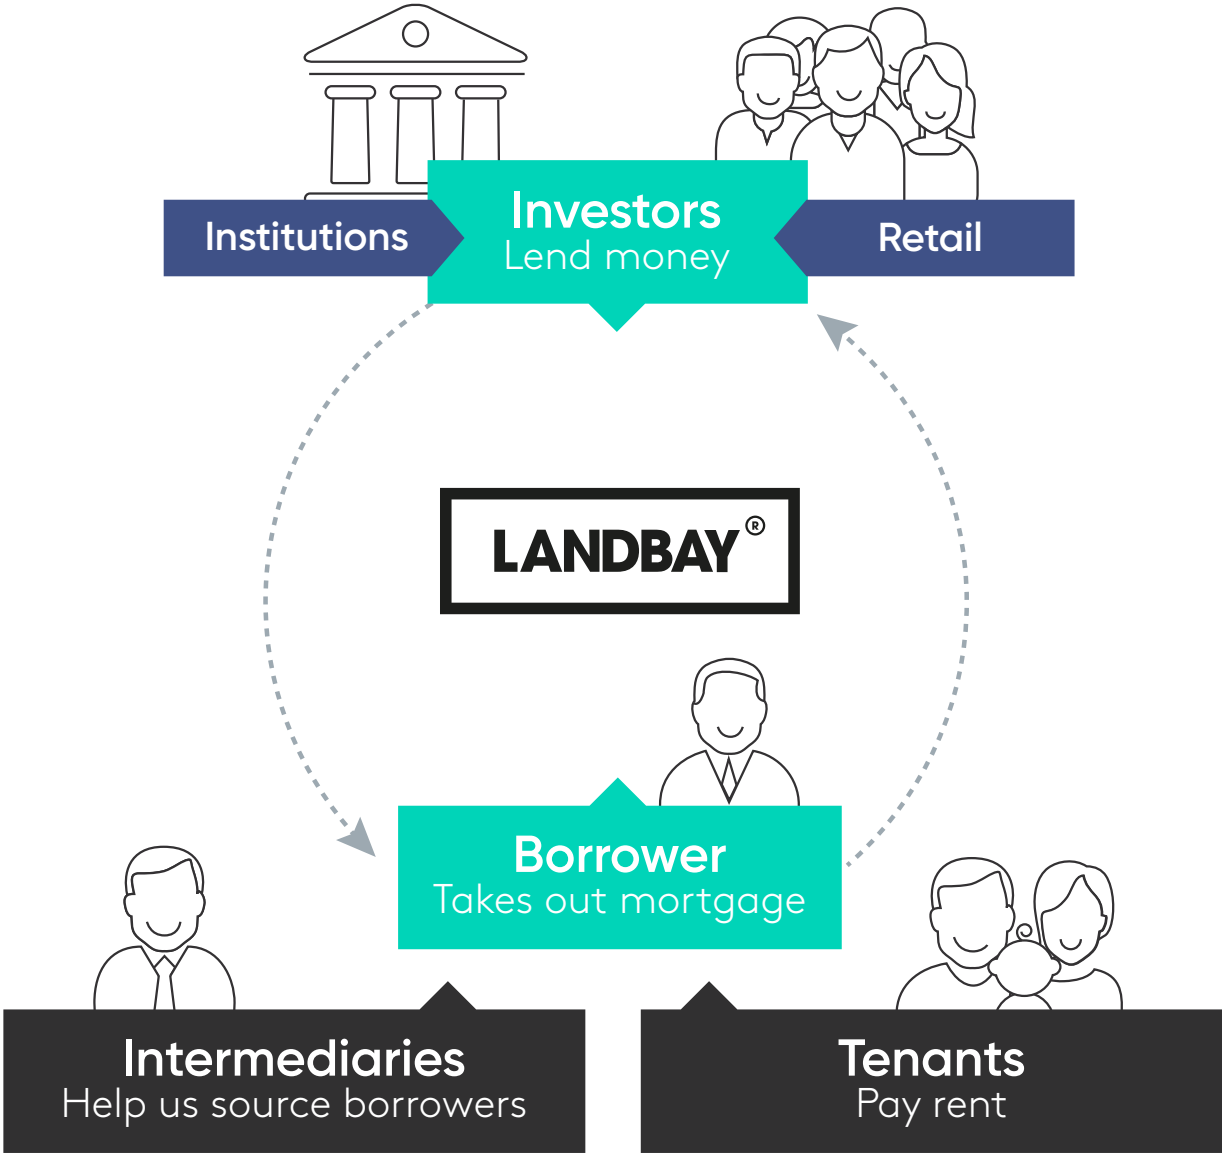 Institutions
Investors
Lend money
Retail
LANDBAY®
Borrower
Takes out mortgage
Intermediaries
Help us source borrowers
Tenants
Pay rent